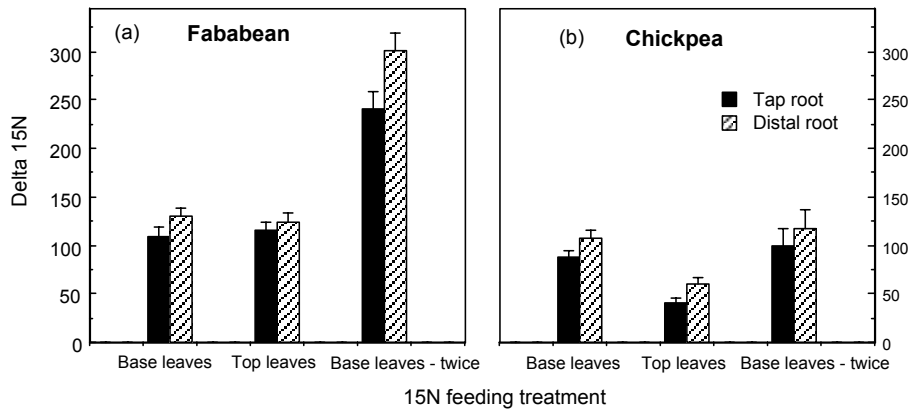 (a) Fababean
(b) Chickpea
Delta 15N
300
250
200
150
100
50
0
300
250
200
150
100
50
0
Tap root
Distal root
Base leaves Top leaves Base leaves - twice
Base leaves Top leaves Base leaves - twice
15N feeding treatment